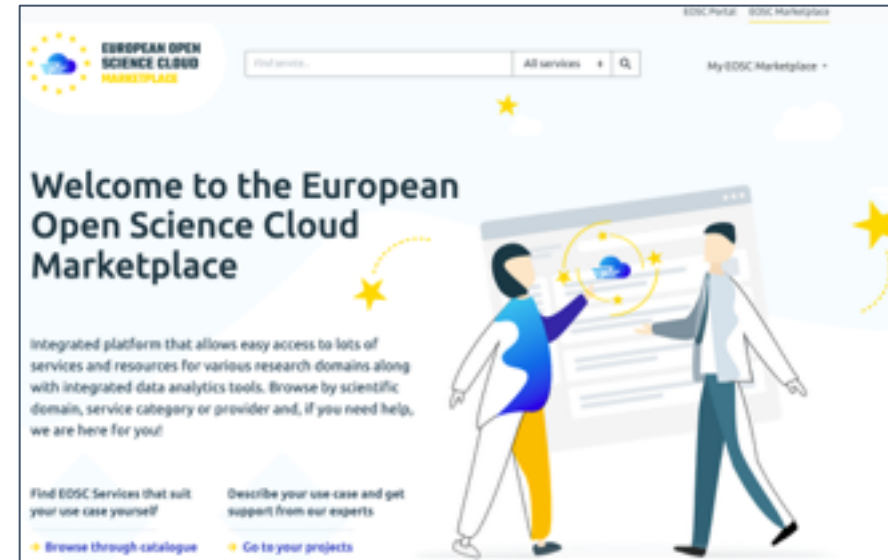 EOSC Portal EOSC Marketplace
EUROPEAN OPEN
SCIENCE CLOUD
MARKETPLACE
Find service...
All services
My EOSC Marketplace
Welcome to the European
Open Science Cloud
Marketplace
Integrated platform that allows easy access to lots of
services and resources for various research domains along
with integrated data analytics tools. Browse by scientific
domain, service category or provider and, if you need help,
we are here for you!
Find EOSC Services that suit
your use case yourself
Describe your use case and get
support from our experts
Browse through catalogue
Go to your projects